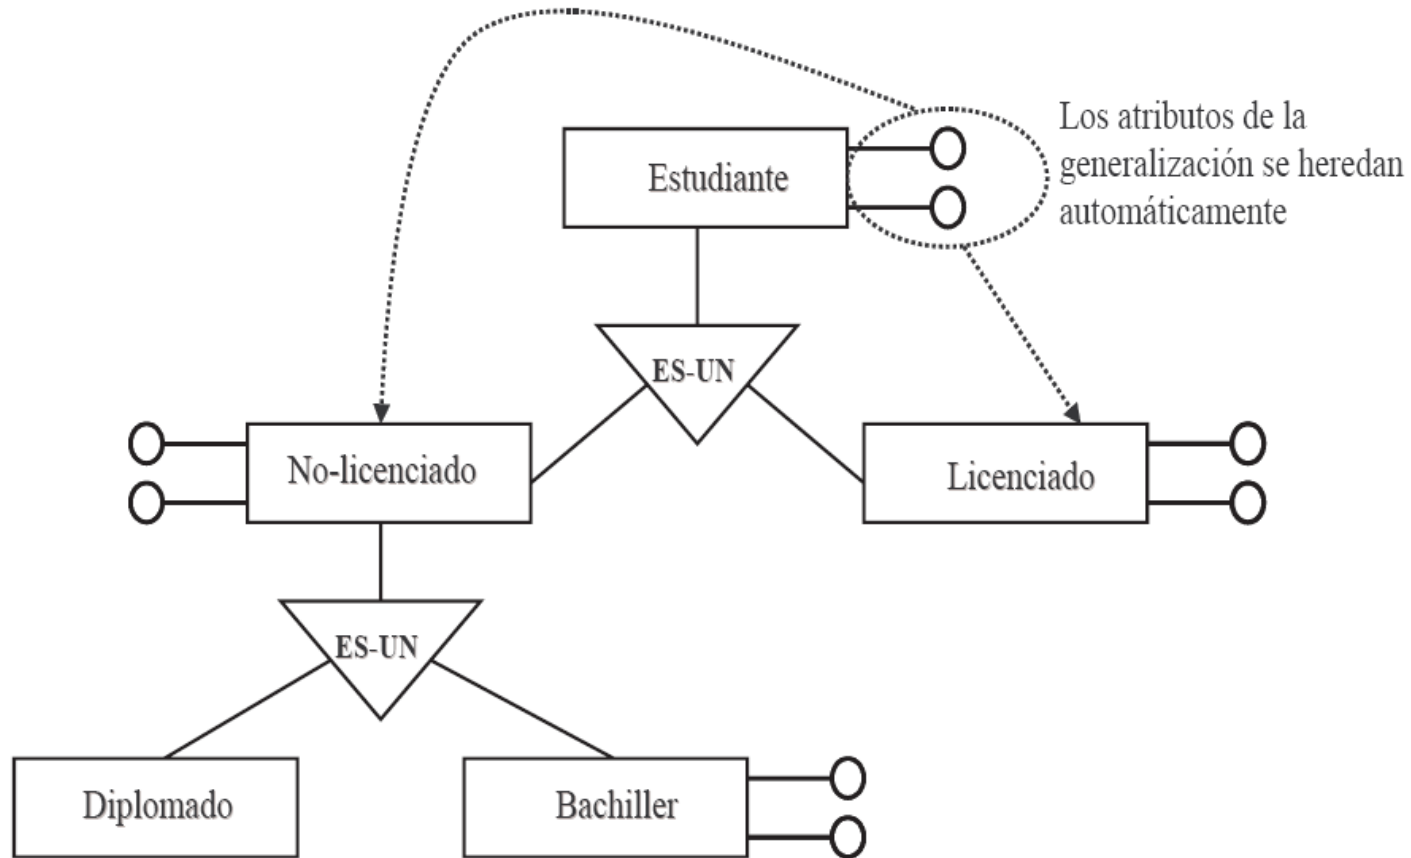 Los atributos de la
generalización se heredan
automáticamente
Estudiante
ES-UN
No-licenciado
Licenciado
ES-UN
Diplomado
Bachiller